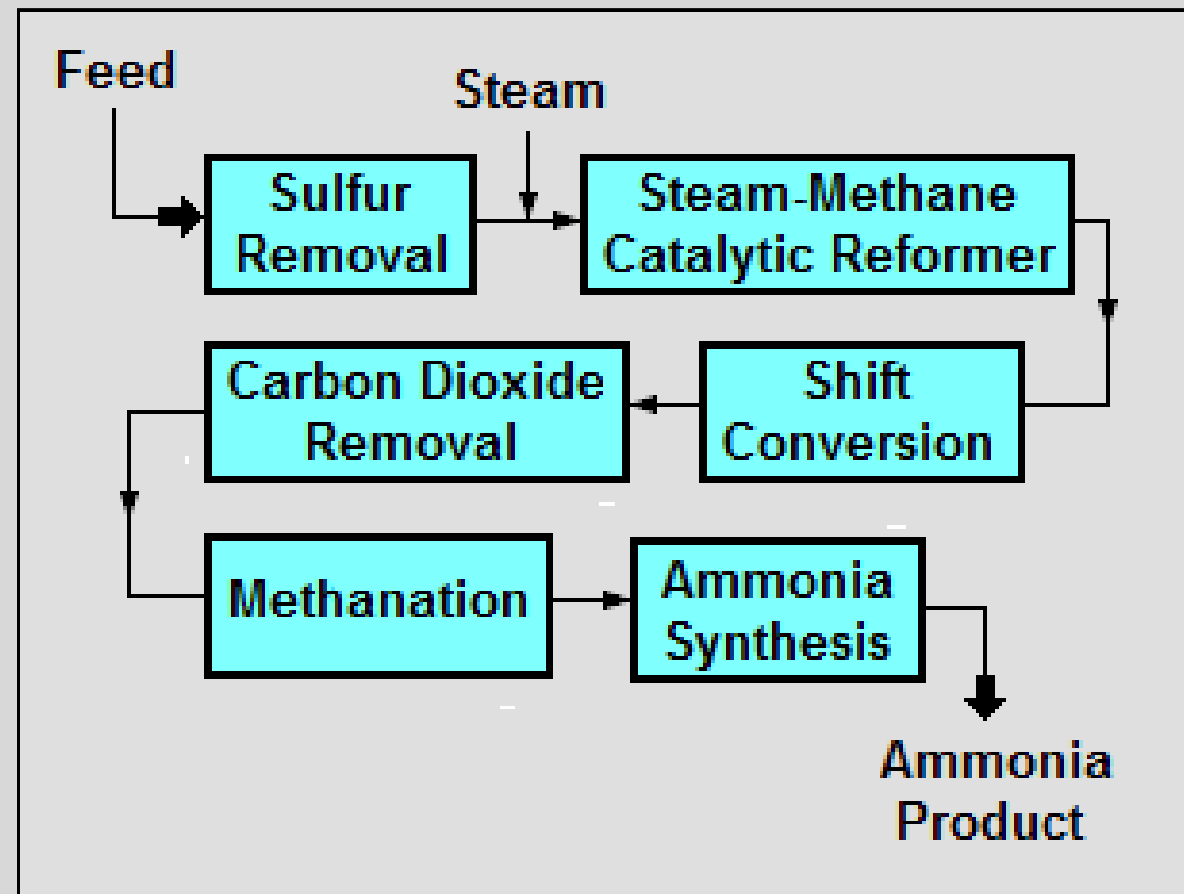 Feed
Steam
Sulfur
Removal
Steam-Methane
Catalytic Reformer
Carbon Dioxide
Removal
Shift
Conversion
Methanation
Ammonia
Synthesis
Ammonia
Product